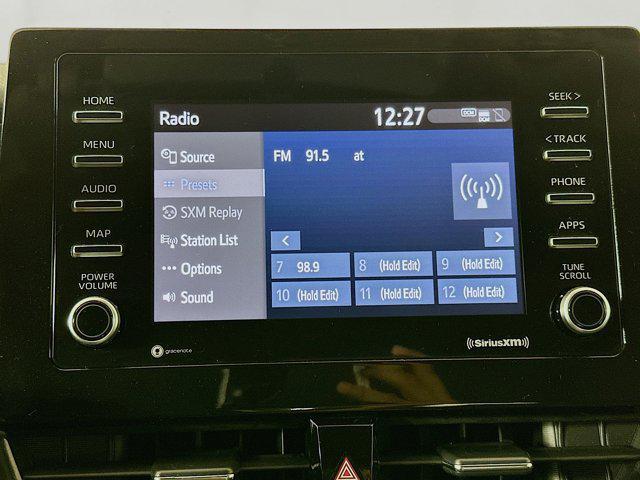 HOME
MENU
AUDIO
MAP
POWER
VOLUME
Radio
12:27
DCM
Source
Presets
SXM Replay
Station List
Options
Sound
FM 91.5 at
<
>
7 98.9
8 (Hold Edit)
9 (Hold Edit)
10 (Hold Edit)
11 (Hold Edit)
12 (Hold Edit)
SEEK >
< TRACK
PHONE
APPS
TUNE
SCROLL
gracenote
((SiriusXM))